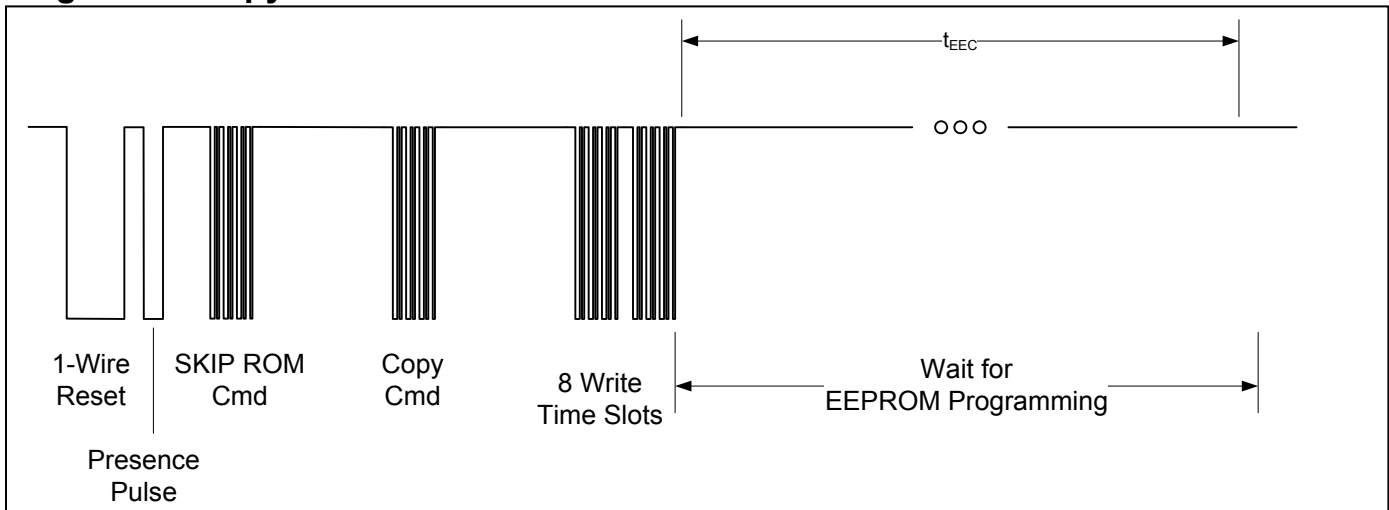 tEEC
1-Wire
Reset
SKIP ROM
Cmd
Copy
Cmd
8 Write
Time Slots
Wait for
EEPROM Programming
Presence
Pulse